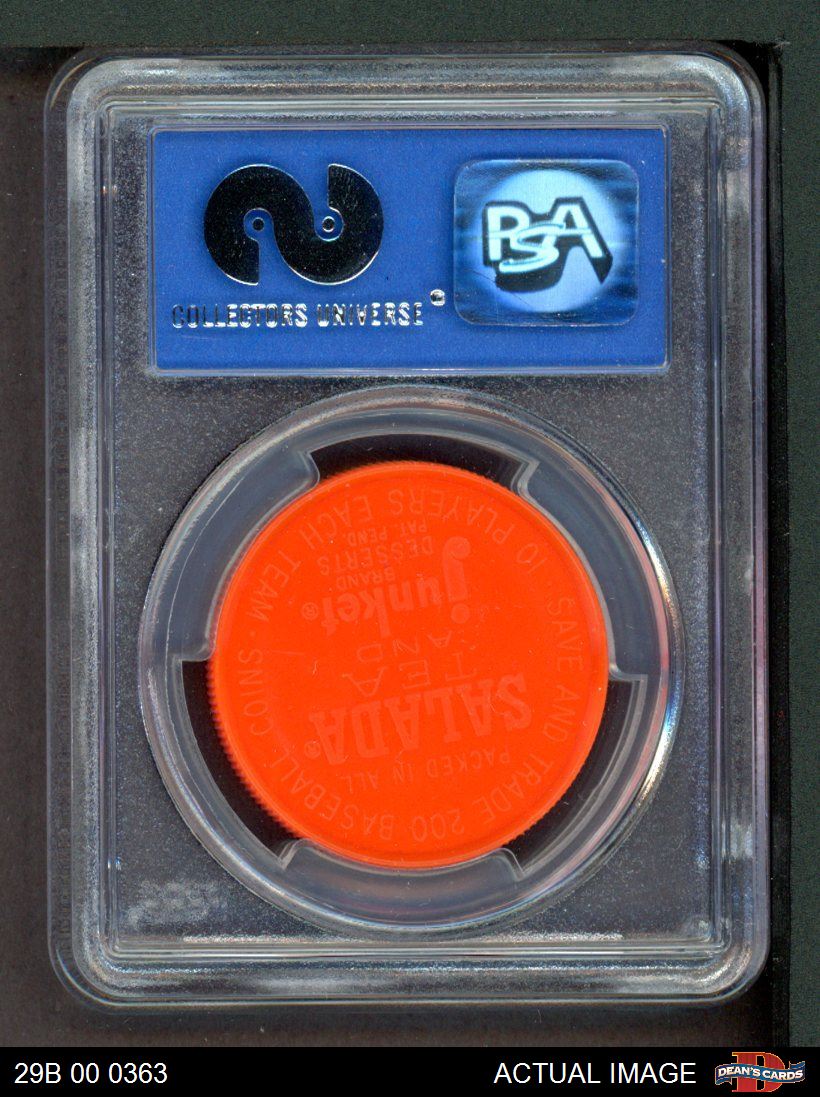 COLLECTORS UNIVERSE®
PSA
SAVE AND TRADE 200 BASEBALL COINS · 10 PLAYERS EACH TEAM ·
PACKED IN ALL
SALADA®
TEA
AND
junket®
BRAND
DESSERTS
PAT. PEND.
29B 00 0363
ACTUAL IMAGE
DEAN'S CARDS